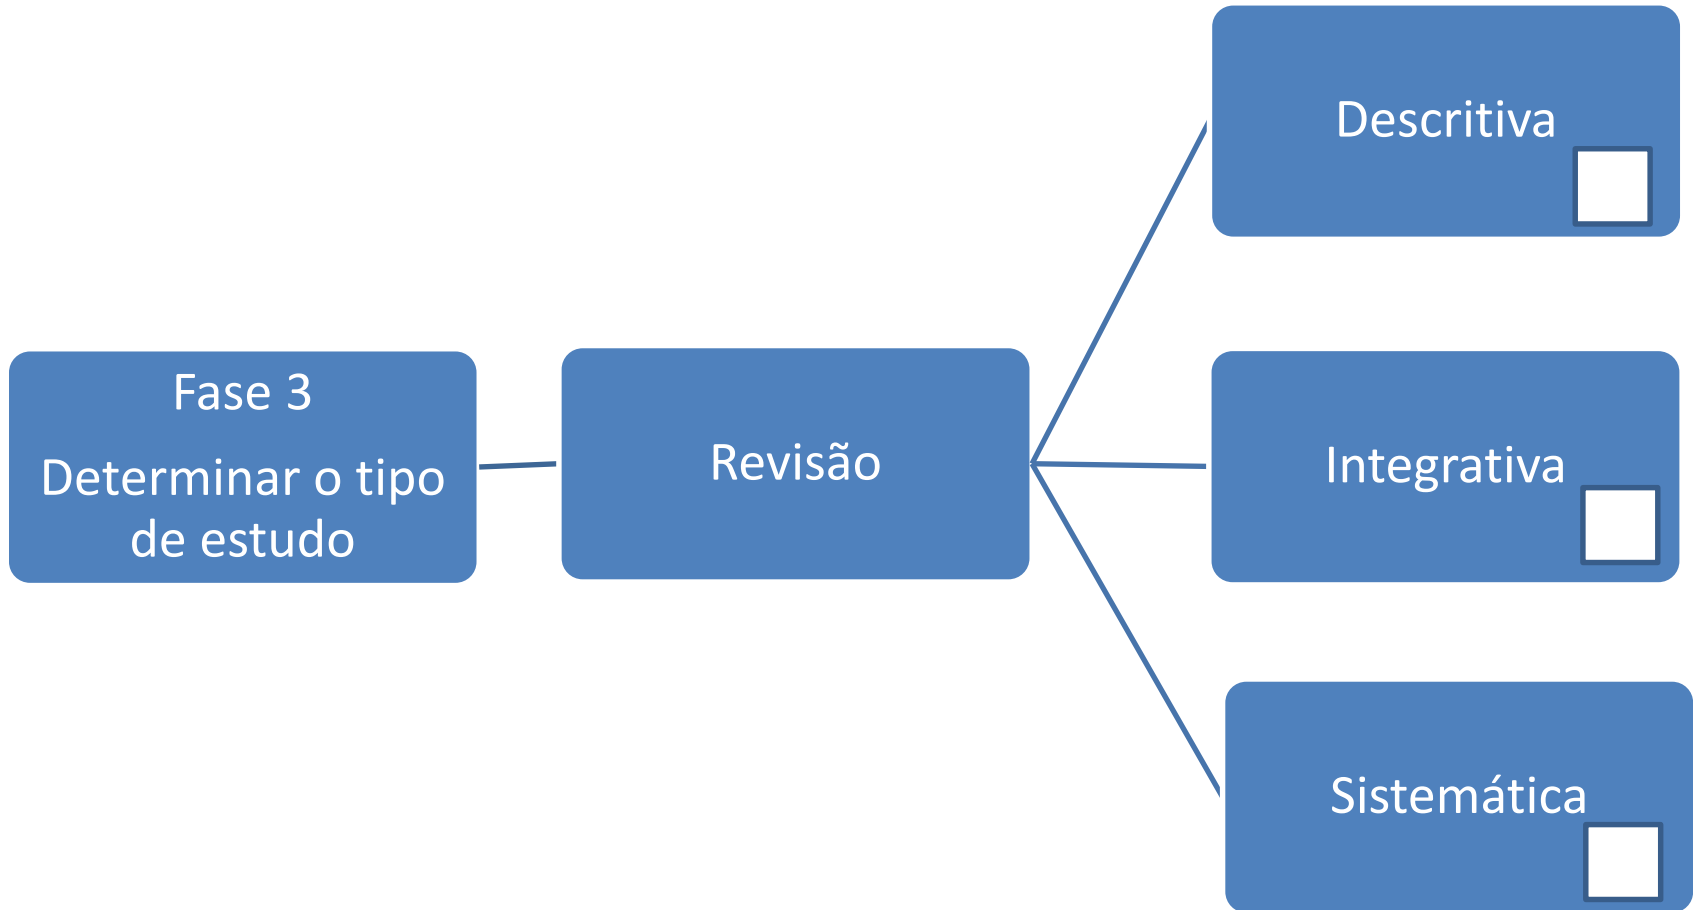 Fase 3
Determinar o tipo
de estudo
Revisão
Descritiva
Integrativa
Sistemática